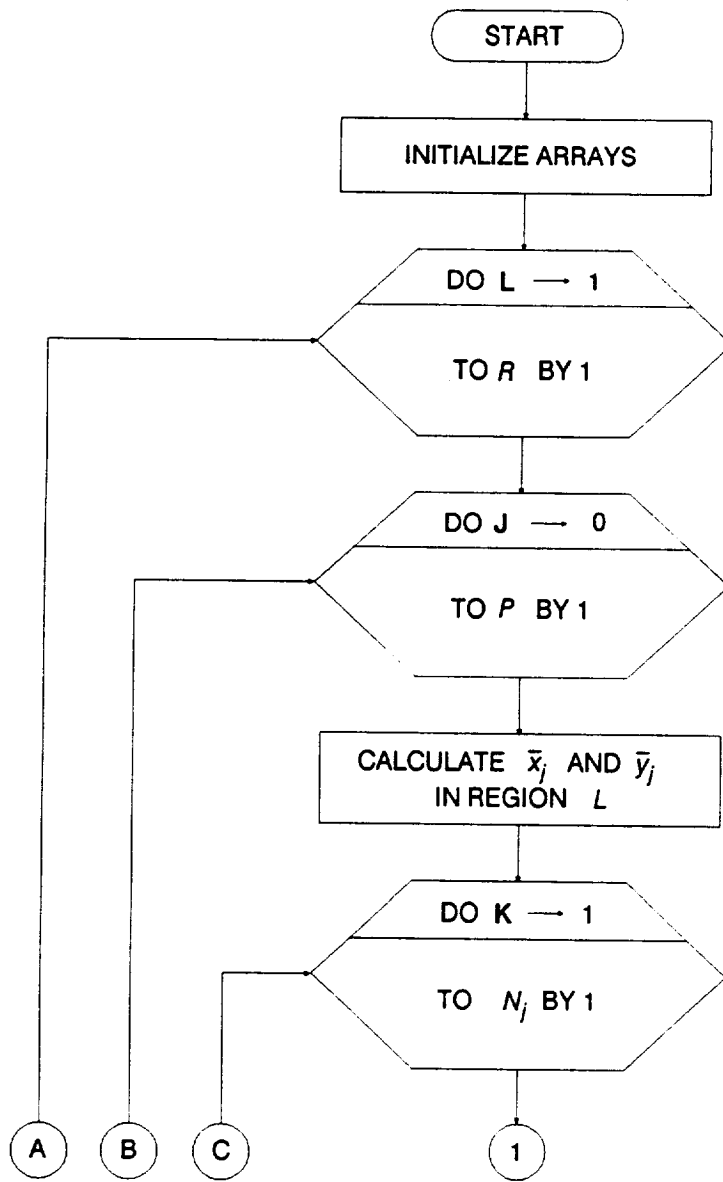 START
INITIALIZE ARRAYS
DO L → 1
TO R BY 1
DO J → 0
TO P BY 1
CALCULATE x̄j AND ȳj
IN REGION L
DO K → 1
TO Nj BY 1
A B C 1